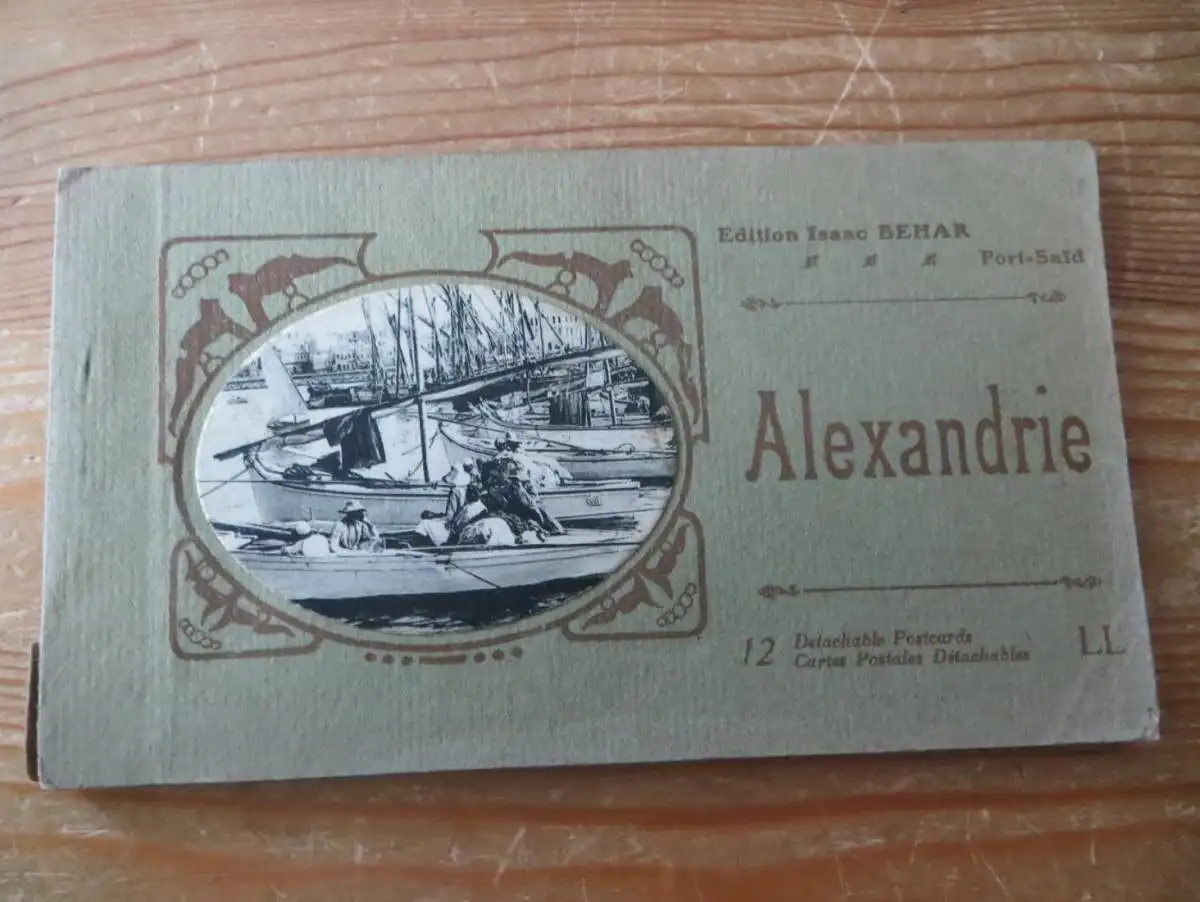 Edition Isaac BEHAR
Port-Saïd
Alexandrie
12 Detachable Postcards
Cartes Postales Détachables
LL